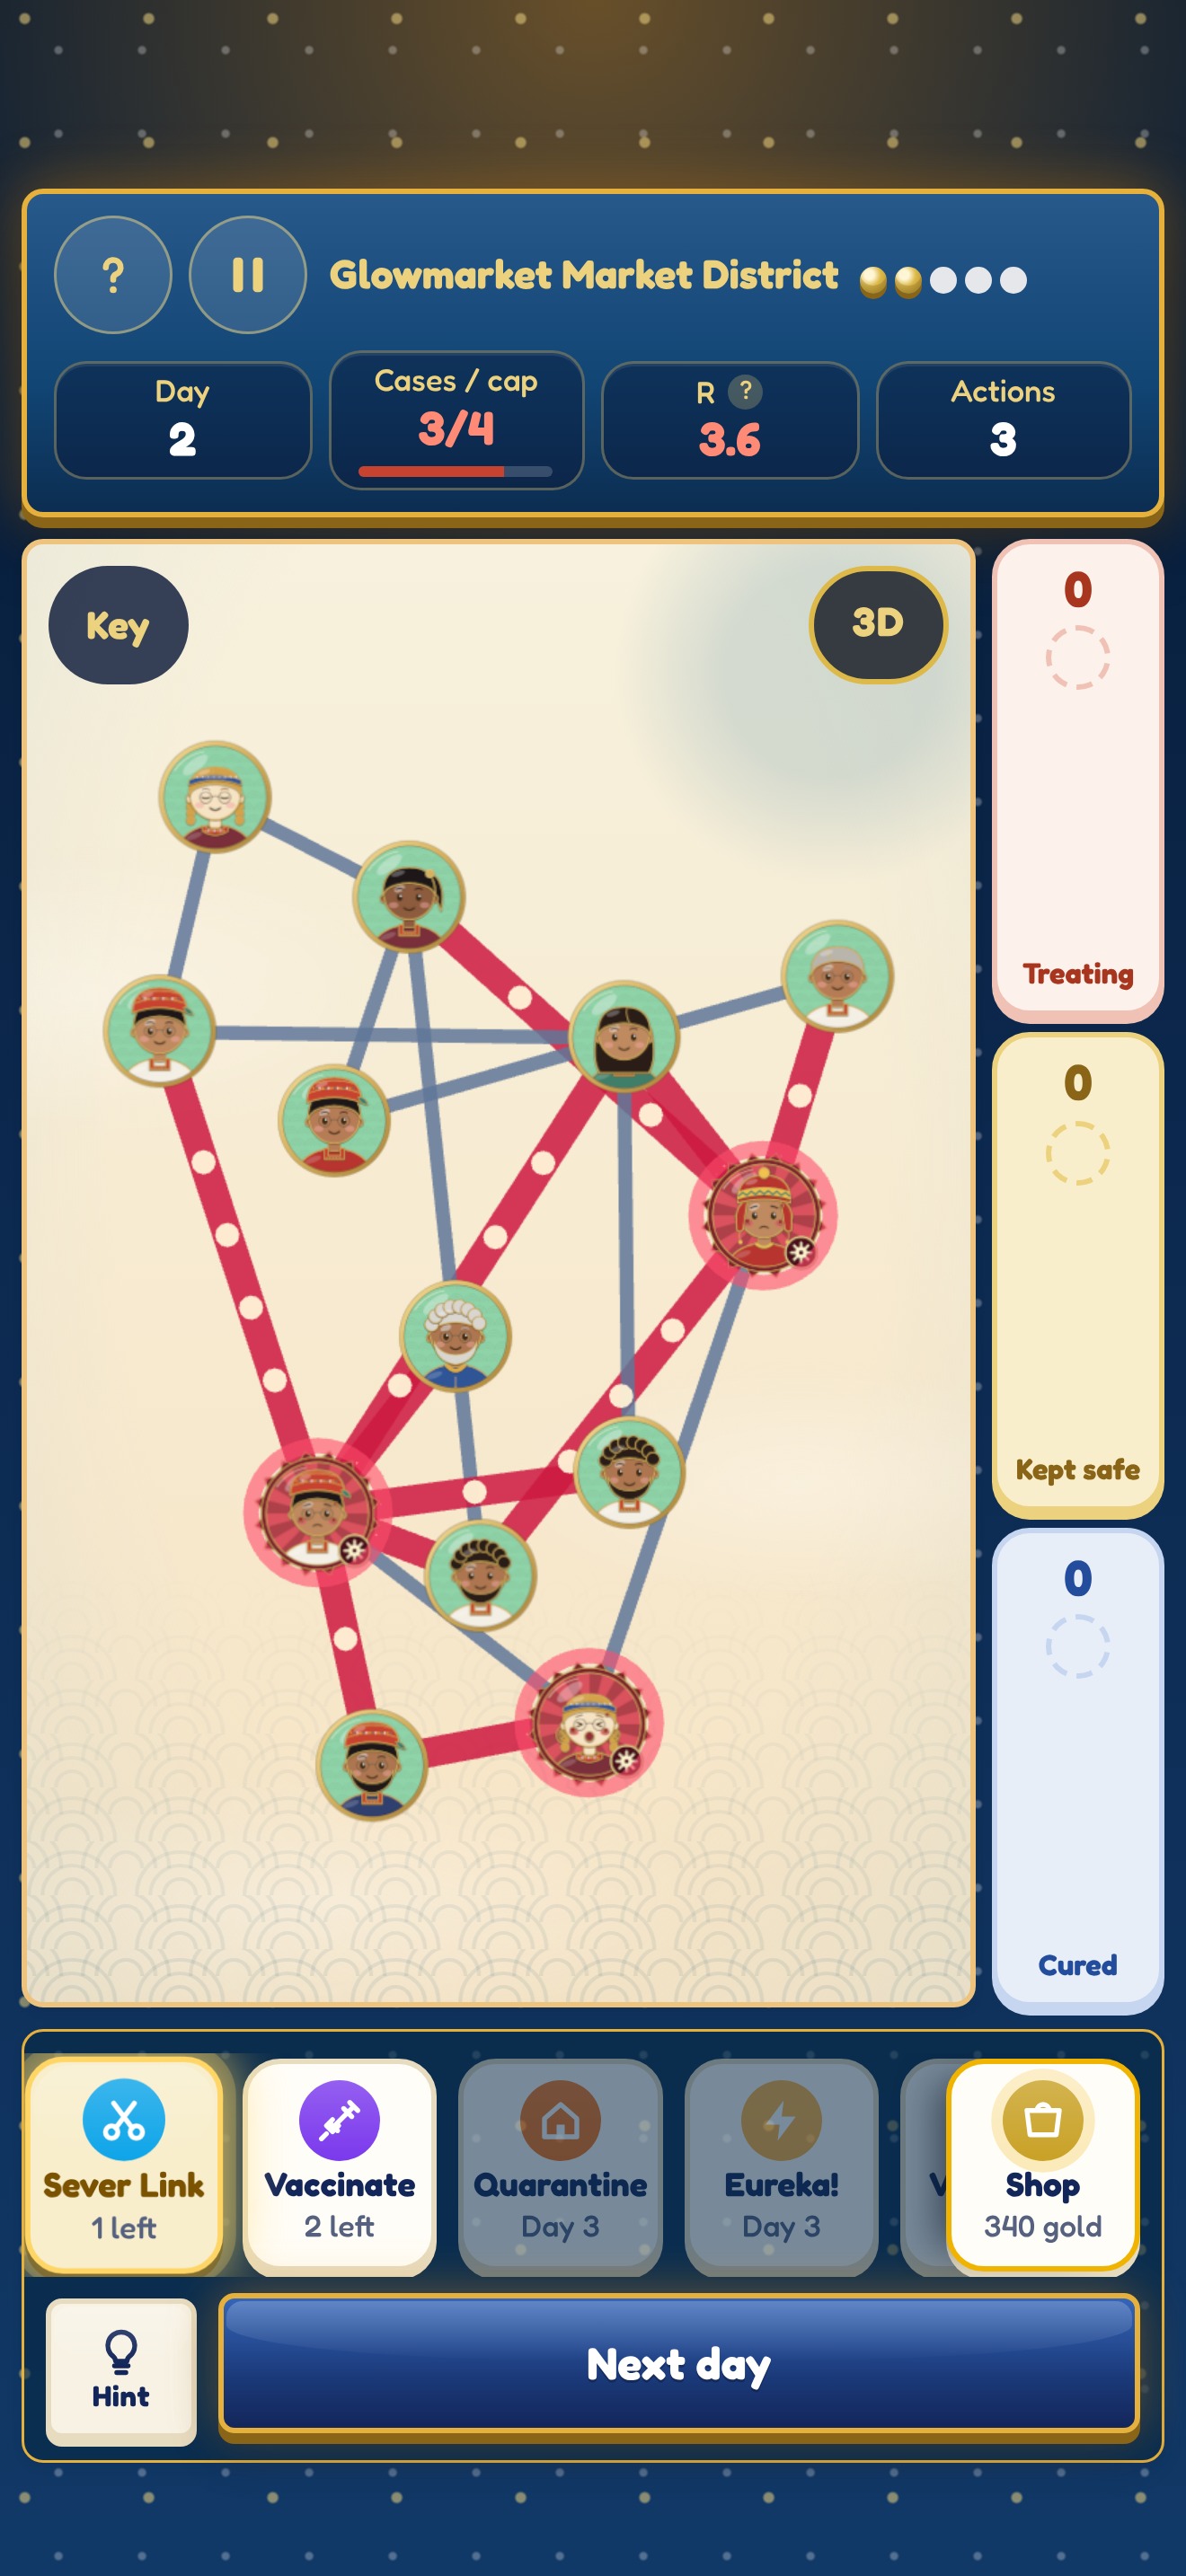 ?
Glowmarket Market District
Day
2
Cases / cap
3/4
R ?
3.6
Actions
3
Key
3D
0
Treating
0
Kept safe
0
Cured
Sever Link
1 left
Vaccinate
2 left
Quarantine
Day 3
Eureka!
Day 3
Shop
340 gold
Hint
Next day